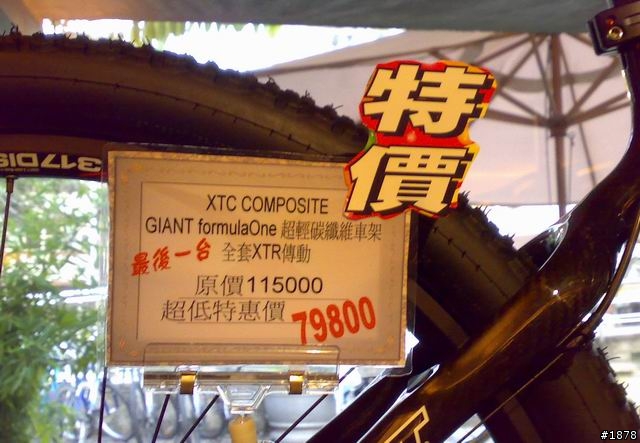 特
價
317DIS
XTC COMPOSITE
GIANT formulaOne 超輕碳纖維車架
最後一台 全套XTR傳動
原價115000
超低特惠價 79800
#1878